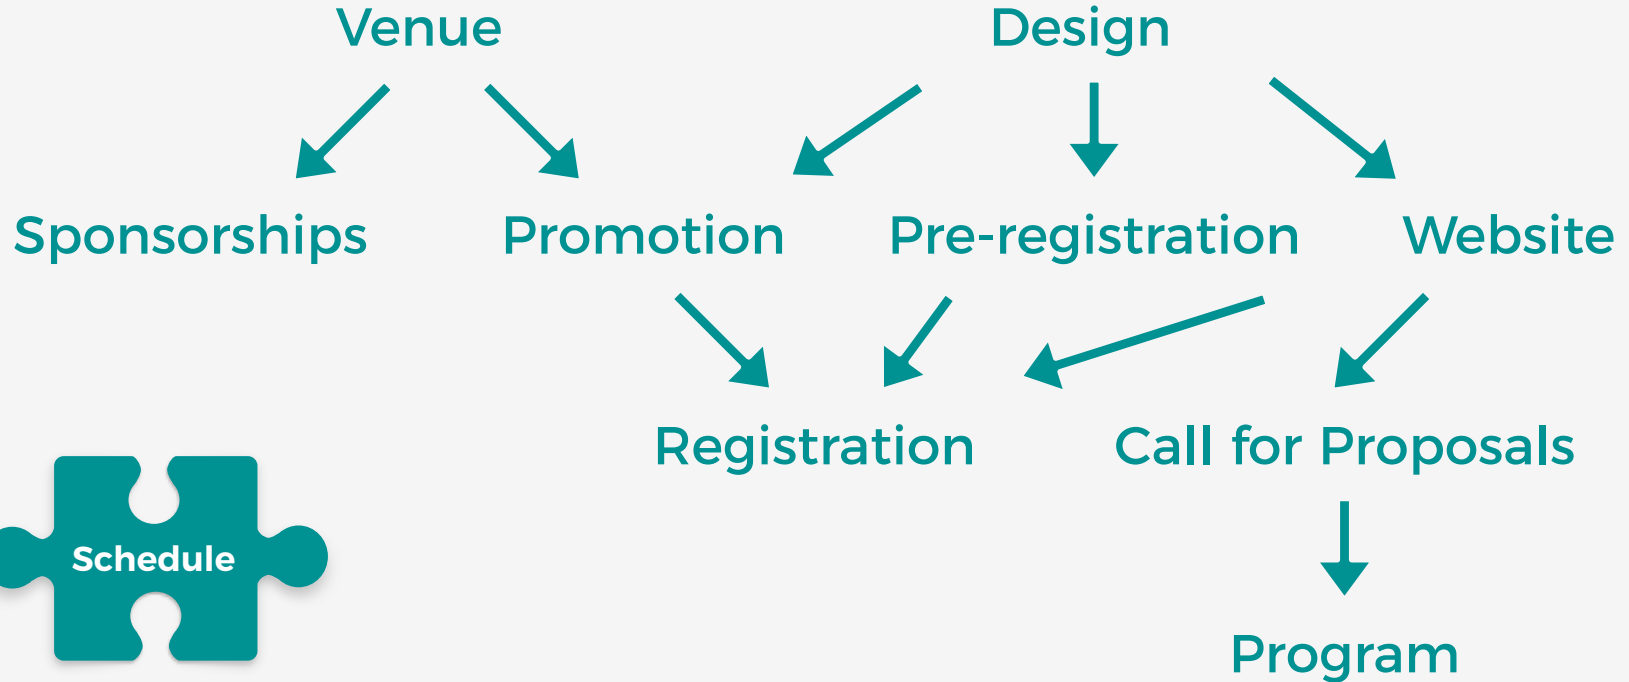 Venue
Design
Sponsorships
Promotion
Pre-registration
Website
Registration
Call for Proposals
Schedule
Program